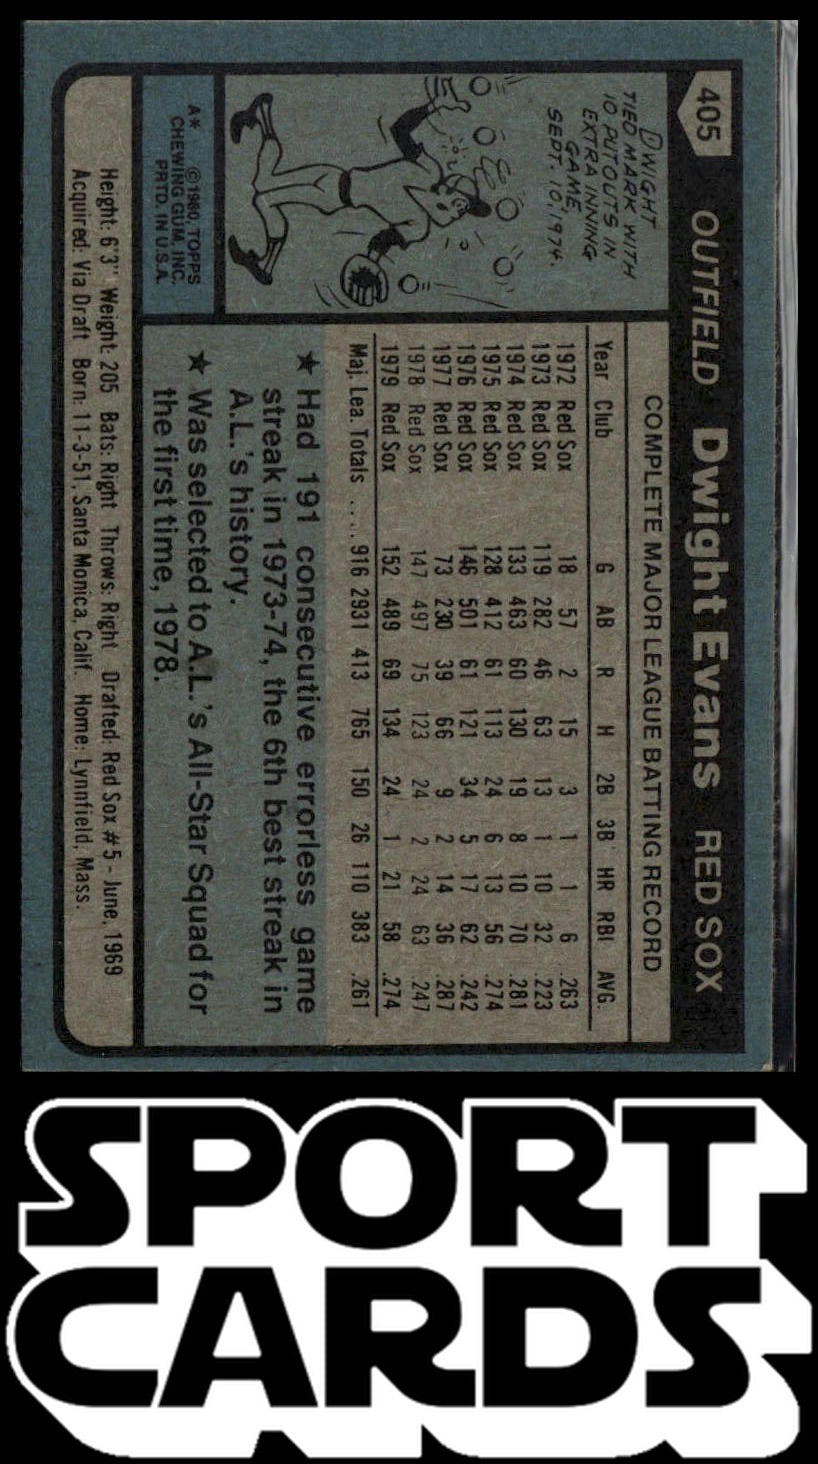 405 OUTFIELD Dwight Evans RED SOX
DWIGHT
TIED MARK WITH
10 PUTOUTS IN
EXTRA INNING
GAME,
SEPT. 10, 1974.
A* ©1980, TOPPS
CHEWING GUM, INC.
PRTD. IN U.S.A.
COMPLETE MAJOR LEAGUE BATTING RECORD
Year Club G AB R H 2B 3B HR RBI AVG.
1972 Red Sox 18 57 2 15 3 1 1 6 .263
1973 Red Sox 119 282 46 63 13 1 10 32 .223
1974 Red Sox 133 463 60 130 19 8 10 70 .281
1975 Red Sox 128 412 61 113 24 6 13 56 .274
1976 Red Sox 146 501 61 121 34 5 17 62 .242
1977 Red Sox 73 230 39 66 9 2 14 36 .287
1978 Red Sox 147 497 75 123 24 2 24 63 .247
1979 Red Sox 152 489 69 134 24 1 21 58 .274
Maj. Lea. Totals ..... 916 2931 413 765 150 26 110 383 .261
★ Had 191 consecutive errorless game
streak in 1973-74, the 6th best streak in
A.L.'s history.
★ Was selected to A.L.'s All-Star Squad for
the first time, 1978.
Height: 6'3" Weight: 205 Bats: Right Throws: Right Drafted: Red Sox #5 - June, 1969
Acquired: Via Draft Born: 11-3-51, Santa Monica, Calif. Home: Lynnfield, Mass.
SPORT
CARDS